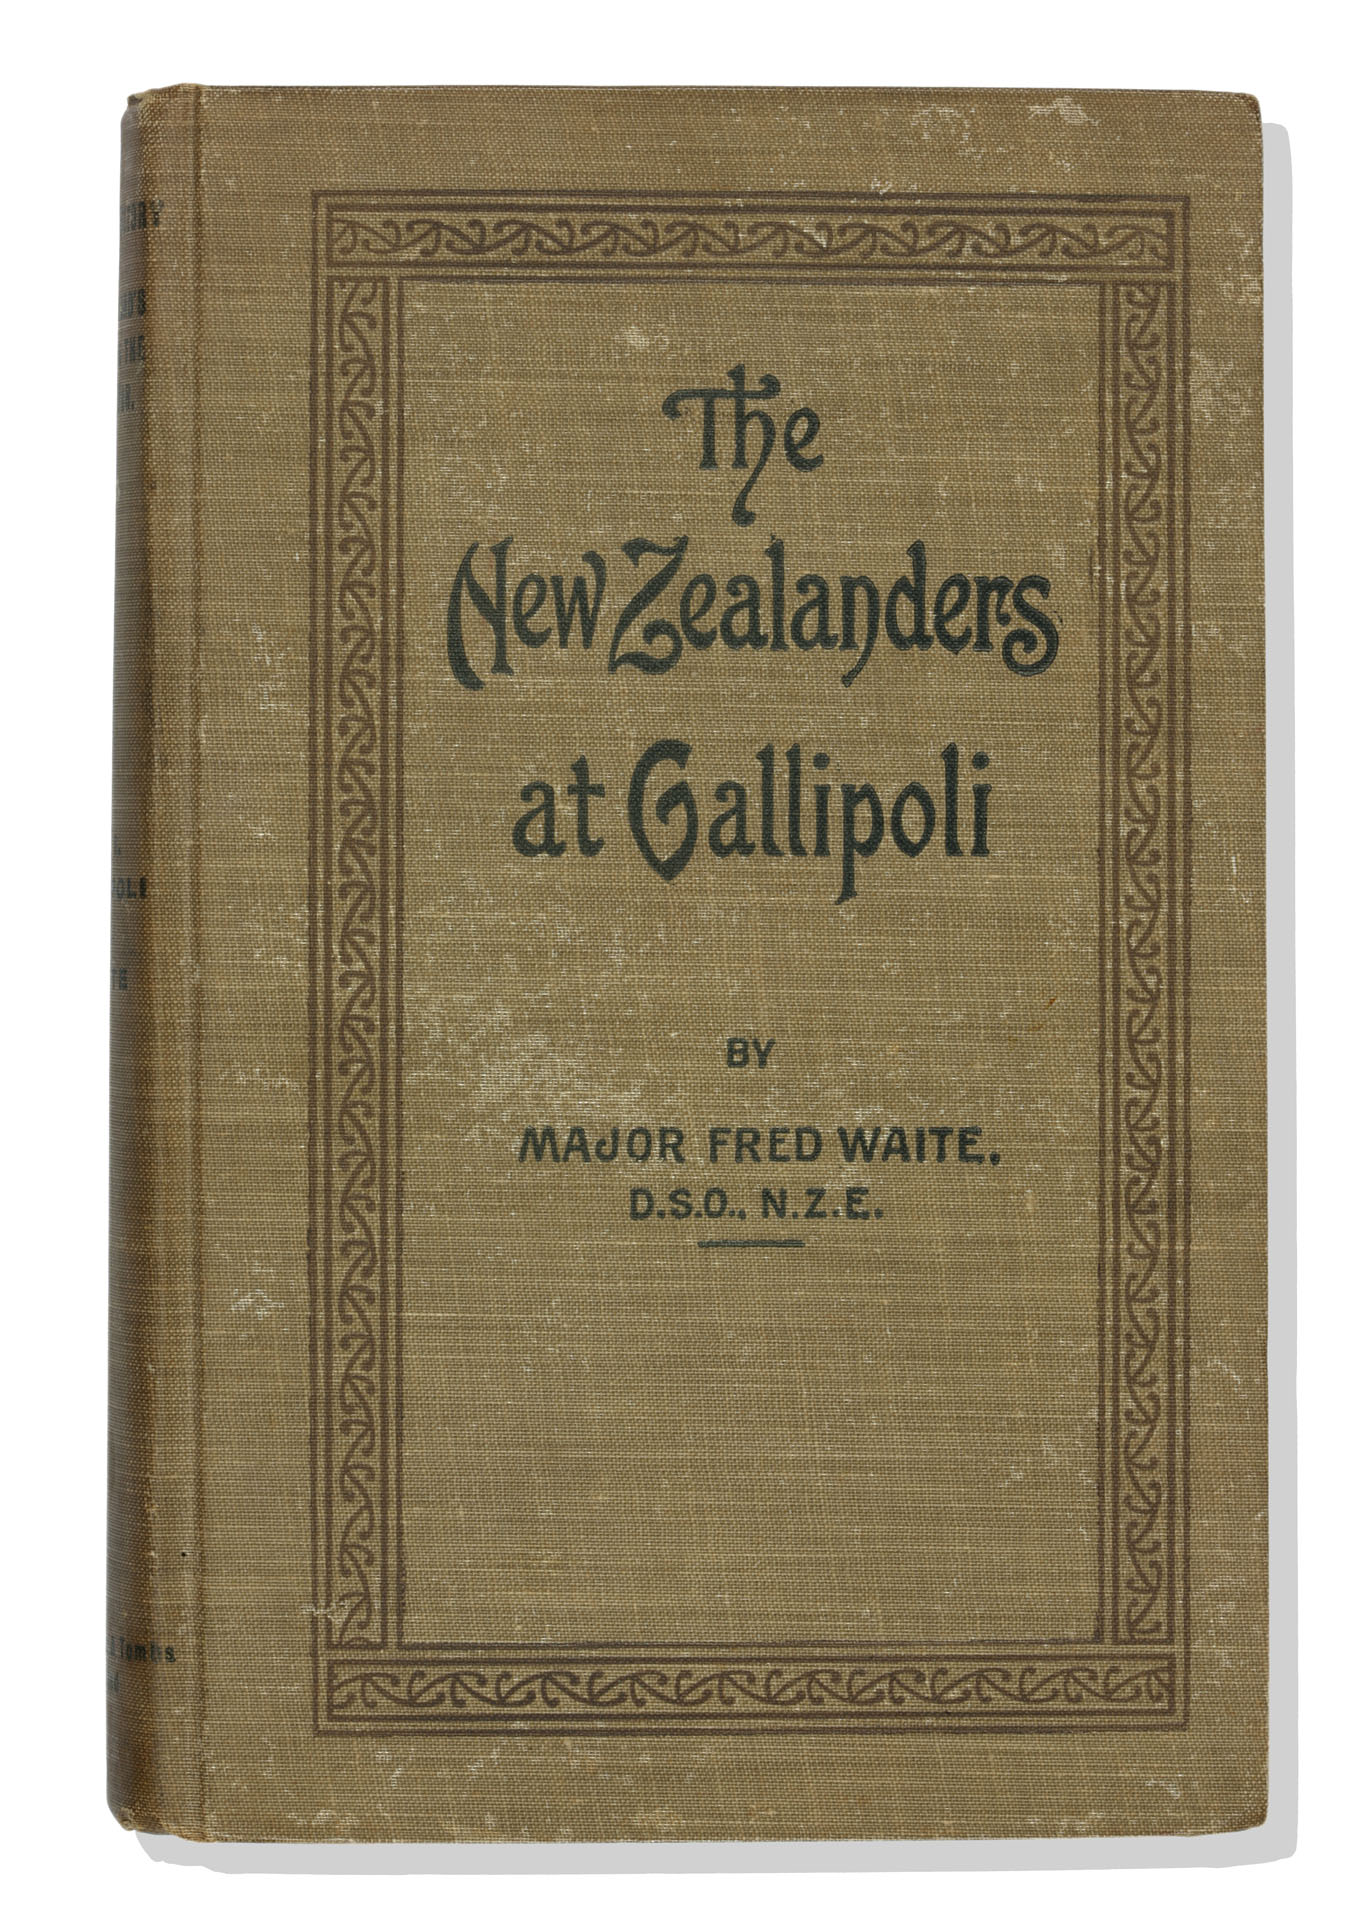 The
New Zealanders
at Gallipoli
BY
MAJOR FRED WAITE,
D.S.O., N.Z.E.